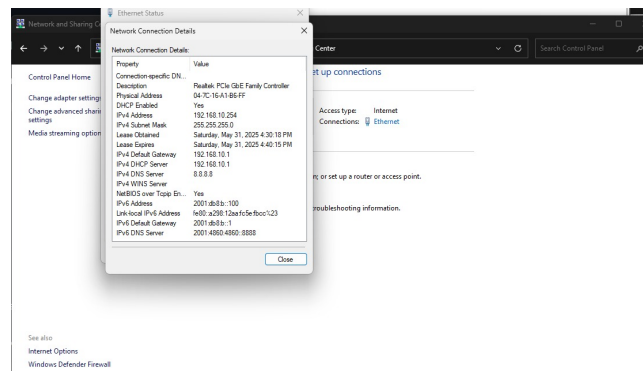 Ethernet Status
Network and Sharing Ce
Network Connection Details
Network Connection Details:
Property Value
Connection-specific DN...
Description Realtek PCIe GbE Family Controller
Physical Address 04-7C-16-A1-B6-FF
DHCP Enabled Yes
IPv4 Address 192.168.10.254
IPv4 Subnet Mask 255.255.255.0
Lease Obtained Saturday, May 31, 2025 4:30:18 PM
Lease Expires Saturday, May 31, 2025 4:40:15 PM
IPv4 Default Gateway 192.168.10.1
IPv4 DHCP Server 192.168.10.1
IPv4 DNS Server 8.8.8.8
IPv4 WINS Server
NetBIOS over Tcpip En... Yes
IPv6 Address 2001:db8:b::100
Link-local IPv6 Address fe80::a298:12aa:fc5e:fbcc%23
IPv6 Default Gateway 2001:db8:b::1
IPv6 DNS Server 2001:4860:4860::8888
Close
Center
Search Control Panel
Control Panel Home
Change adapter settings
Change advanced sharin
settings
Media streaming option
et up connections
Access type: Internet
Connections: Ethernet
n; or set up a router or access point.
troubleshooting information.
See also
Internet Options
Windows Defender Firewall